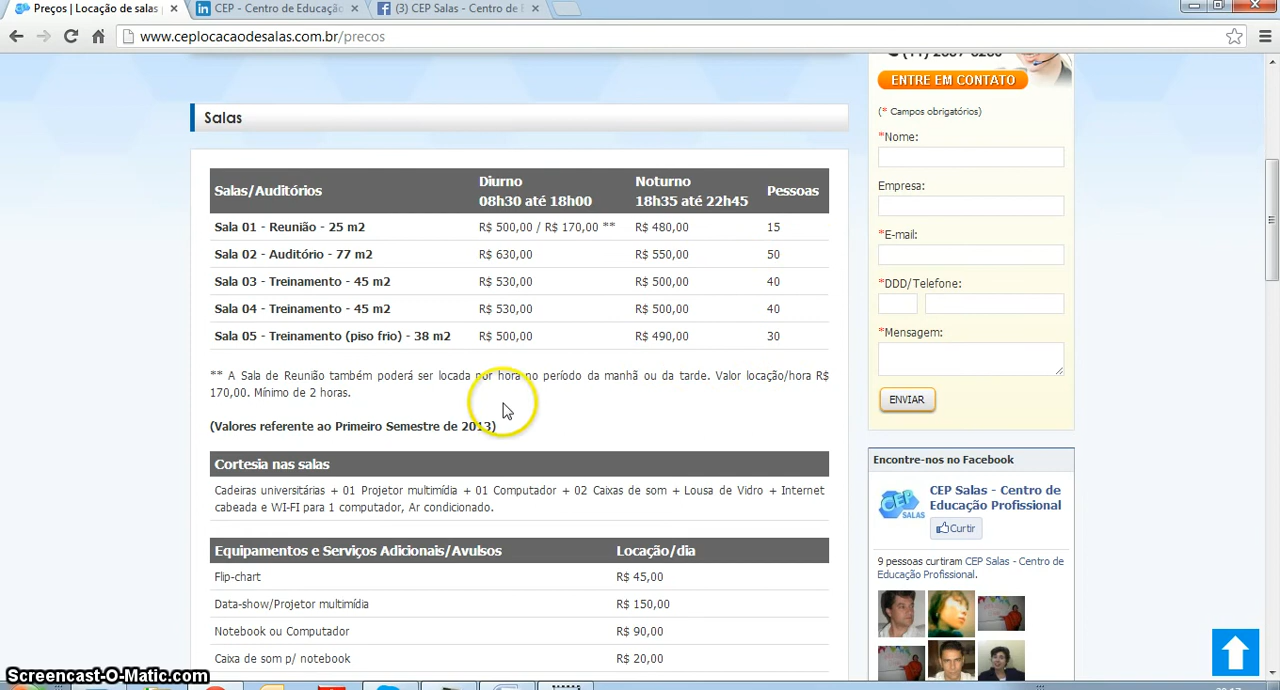 Preços | Locação de salas
CEP - Centro de Educação
(3) CEP Salas - Centro de E
www.ceplocacaodesalas.com.br/precos
ENTRE EM CONTATO
(* Campos obrigatórios)
*Nome:
Empresa:
*E-mail:
*DDD/Telefone:
*Mensagem:
ENVIAR
Salas
Salas/Auditórios Diurno 08h30 até 18h00 Noturno 18h35 até 22h45 Pessoas
Sala 01 - Reunião - 25 m2 R$ 500,00 / R$ 170,00 ** R$ 480,00 15
Sala 02 - Auditório - 77 m2 R$ 630,00 R$ 550,00 50
Sala 03 - Treinamento - 45 m2 R$ 530,00 R$ 500,00 40
Sala 04 - Treinamento - 45 m2 R$ 530,00 R$ 500,00 40
Sala 05 - Treinamento (piso frio) - 38 m2 R$ 500,00 R$ 490,00 30
** A Sala de Reunião também poderá ser locada por hora no período da manhã ou da tarde. Valor locação/hora R$
170,00. Mínimo de 2 horas.
(Valores referente ao Primeiro Semestre de 2013)
Cortesia nas salas
Cadeiras universitárias + 01 Projetor multimídia + 01 Computador + 02 Caixas de som + Lousa de Vidro + Internet
cabeada e WI-FI para 1 computador, Ar condicionado.
Equipamentos e Serviços Adicionais/Avulsos Locação/dia
Flip-chart R$ 45,00
Data-show/Projetor multimídia R$ 150,00
Notebook ou Computador R$ 90,00
Caixa de som p/ notebook R$ 20,00
Encontre-nos no Facebook
CEP SALAS
CEP Salas - Centro de
Educação Profissional
Curtir
9 pessoas curtiram CEP Salas - Centro de
Educação Profissional.
Screencast-O-Matic.com